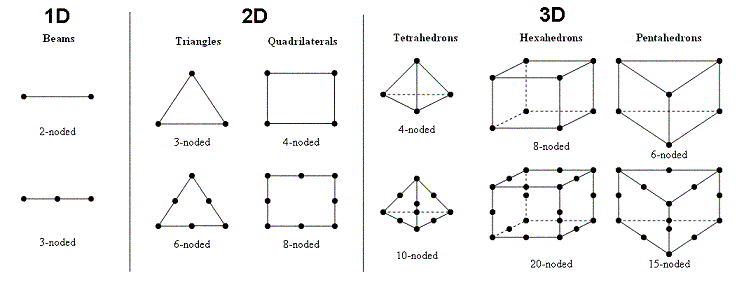 1D
2D
3D
Beams
Triangles
Quadrilaterals
Tetrahedrons
Hexahedrons
Pentahedrons
2-noded
3-noded
4-noded
4-noded
8-noded
6-noded
3-noded
6-noded
8-noded
10-noded
20-noded
15-noded